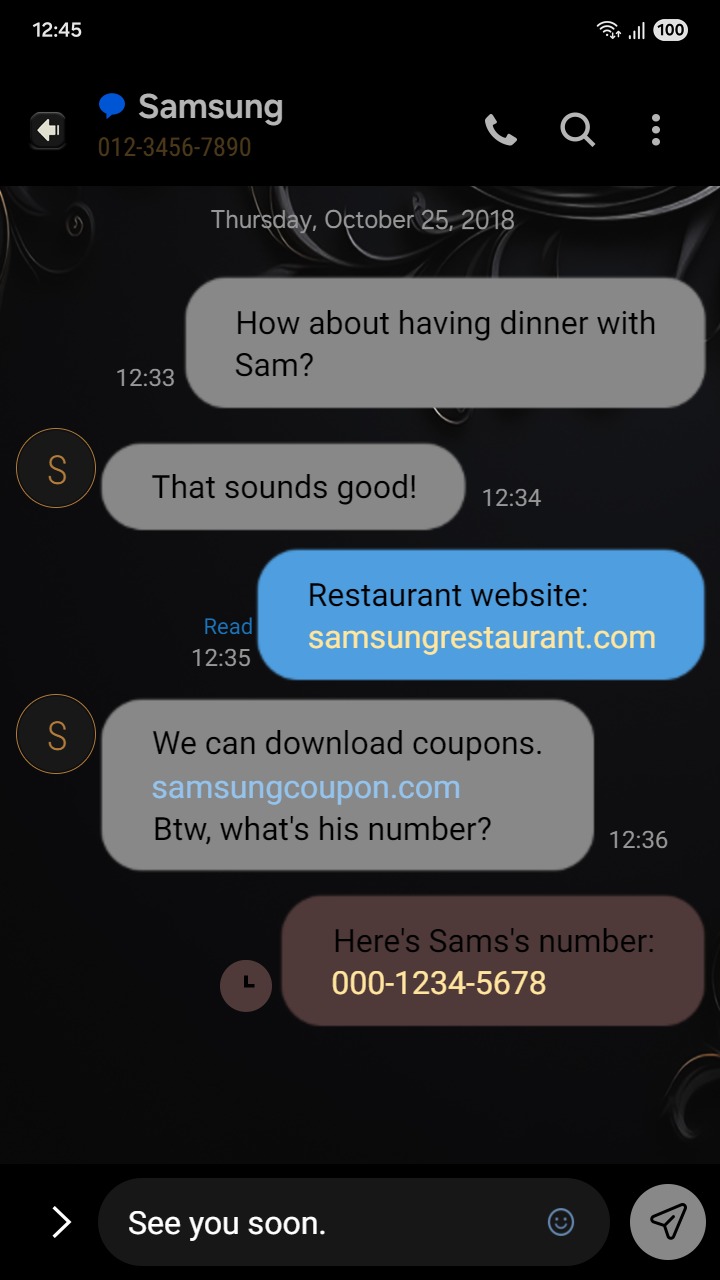 12:45
100
Samsung
012-3456-7890
Thursday, October 25, 2018
How about having dinner with
Sam?
12:33
S
That sounds good!
12:34
Restaurant website:
samsungrestaurant.com
Read
12:35
S
We can download coupons.
samsungcoupon.com
Btw, what's his number?
12:36
Here's Sams's number:
000-1234-5678
See you soon.